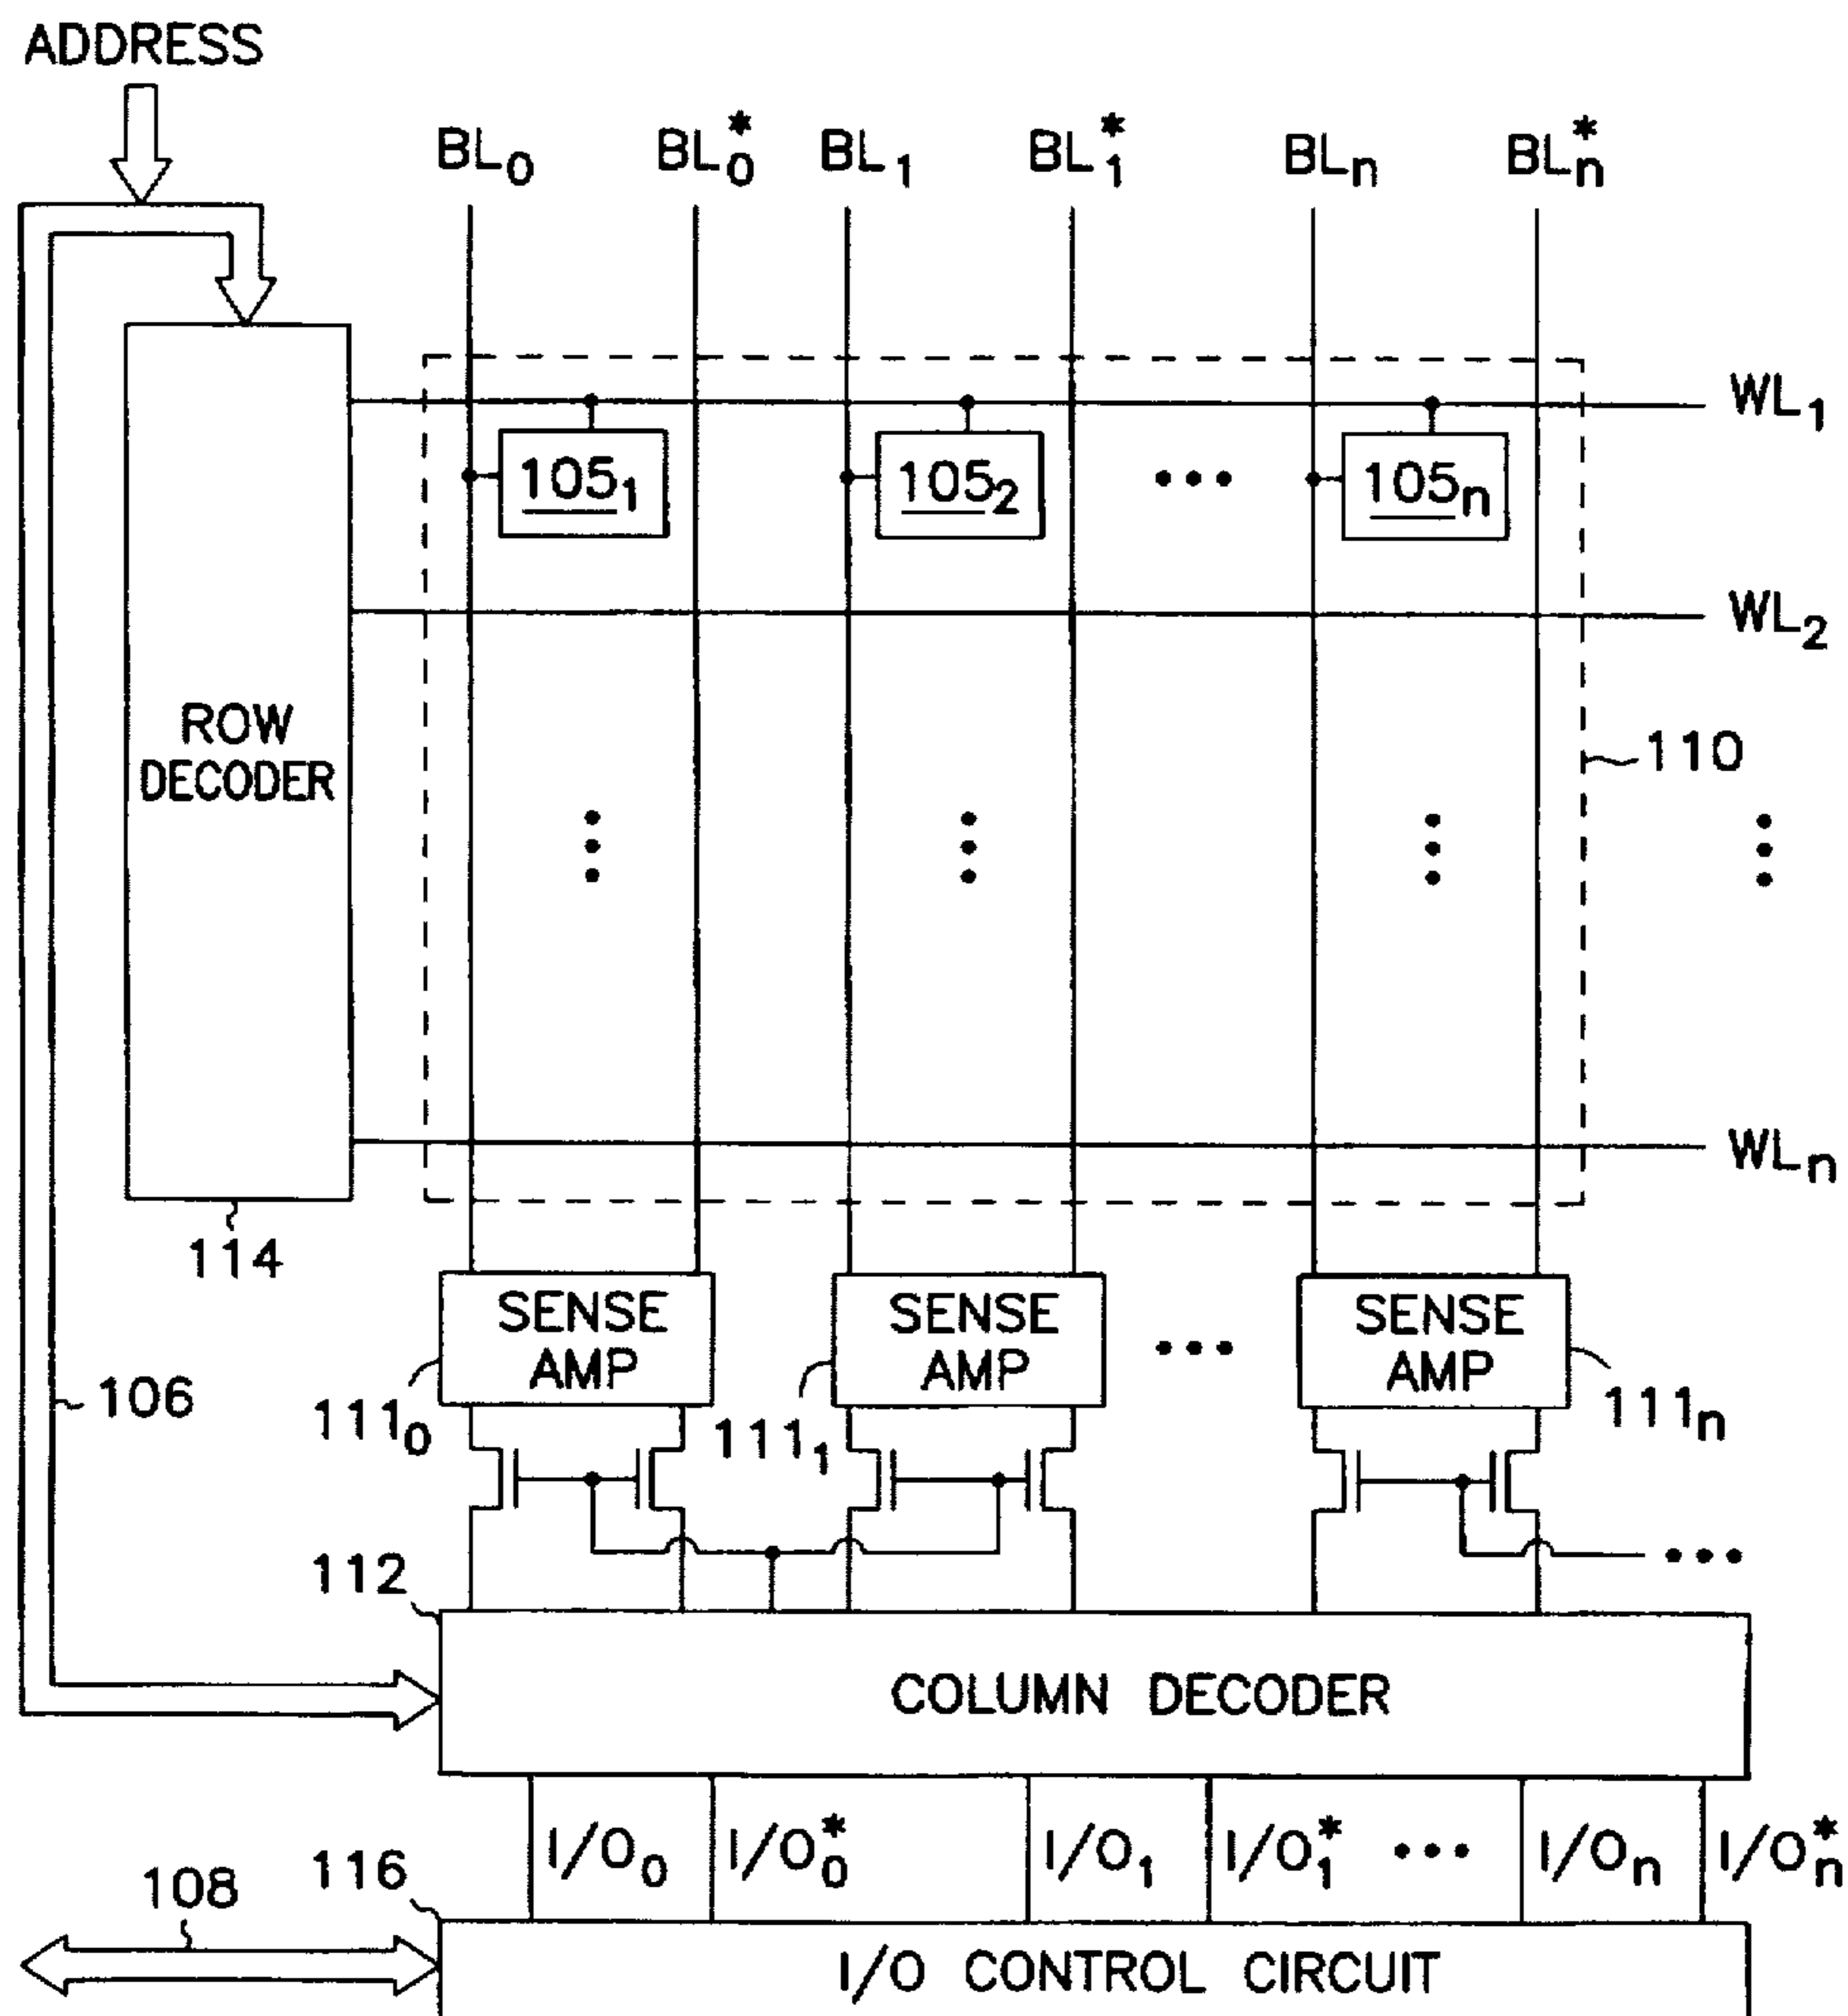 ADDRESS
BL0 BL0* BL1 BL1* BLn BLn*
WL1
1051 1052 ••• 105n
WL2
ROW
DECODER
110
WLn
114
SENSE
AMP
SENSE
AMP
•••
SENSE
AMP
106
1110
1111
111n
•••
112
COLUMN DECODER
I/O0 I/O0* I/O1 I/O1* ••• I/On I/On*
108
116
I/O CONTROL CIRCUIT